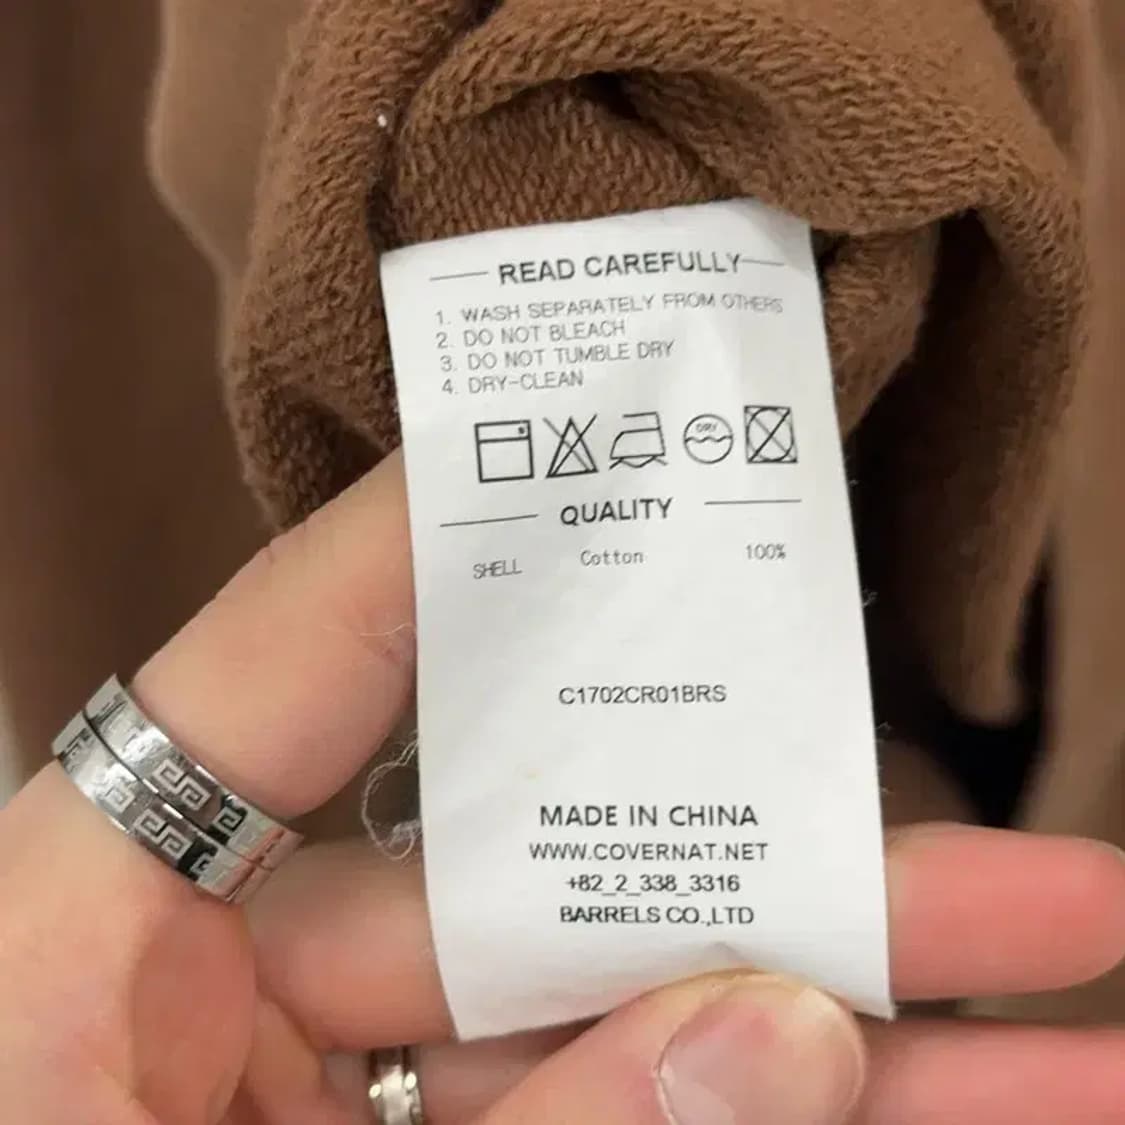 READ CAREFULLY
1. WASH SEPARATELY FROM OTHERS
2. DO NOT BLEACH
3. DO NOT TUMBLE DRY
4. DRY-CLEAN
DRY
QUALITY
SHELL Cotton 100%
C1702CR01BRS
MADE IN CHINA
WWW.COVERNAT.NET
+82_2_338_3316
BARRELS CO.,LTD